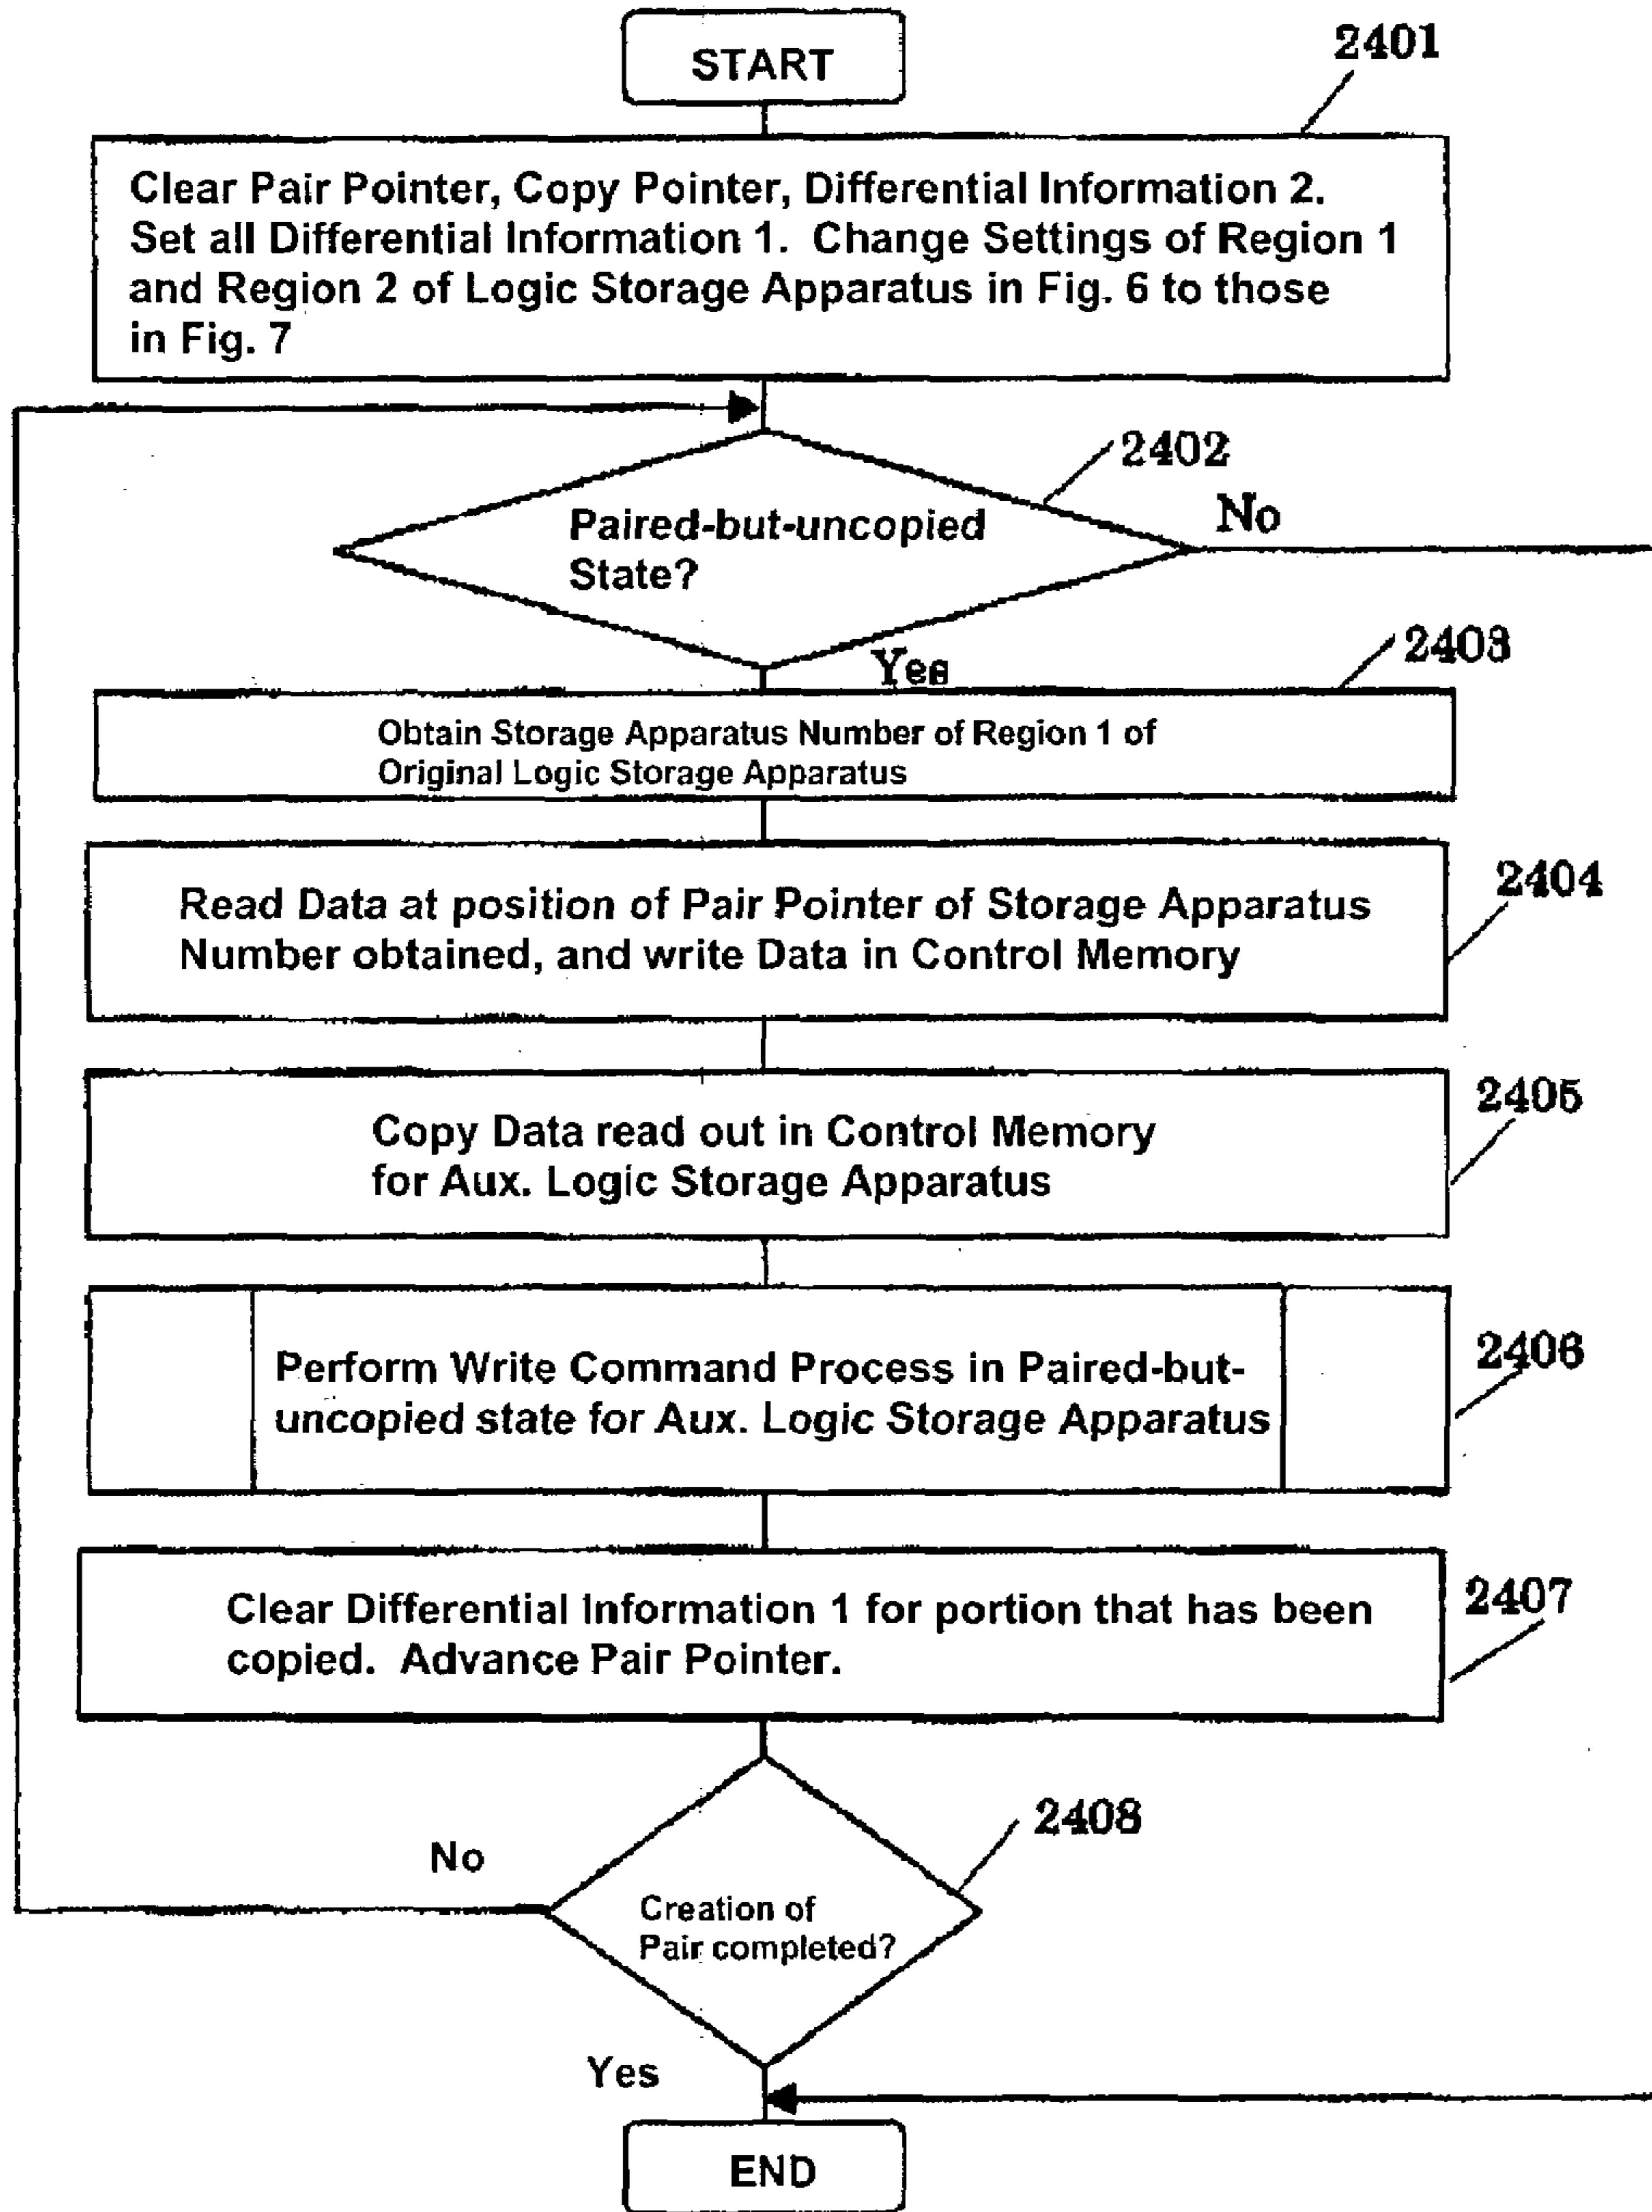 START
2401
Clear Pair Pointer, Copy Pointer, Differential Information 2.
Set all Differential Information 1. Change Settings of Region 1
and Region 2 of Logic Storage Apparatus in Fig. 6 to those
in Fig. 7
2402
Paired-but-uncopied
State?
No
Yes
2403
Obtain Storage Apparatus Number of Region 1 of
Original Logic Storage Apparatus
2404
Read Data at position of Pair Pointer of Storage Apparatus
Number obtained, and write Data in Control Memory
2405
Copy Data read out in Control Memory
for Aux. Logic Storage Apparatus
2406
Perform Write Command Process in Paired-but-
uncopied state for Aux. Logic Storage Apparatus
2407
Clear Differential Information 1 for portion that has been
copied. Advance Pair Pointer.
2408
No
Creation of
Pair completed?
Yes
END